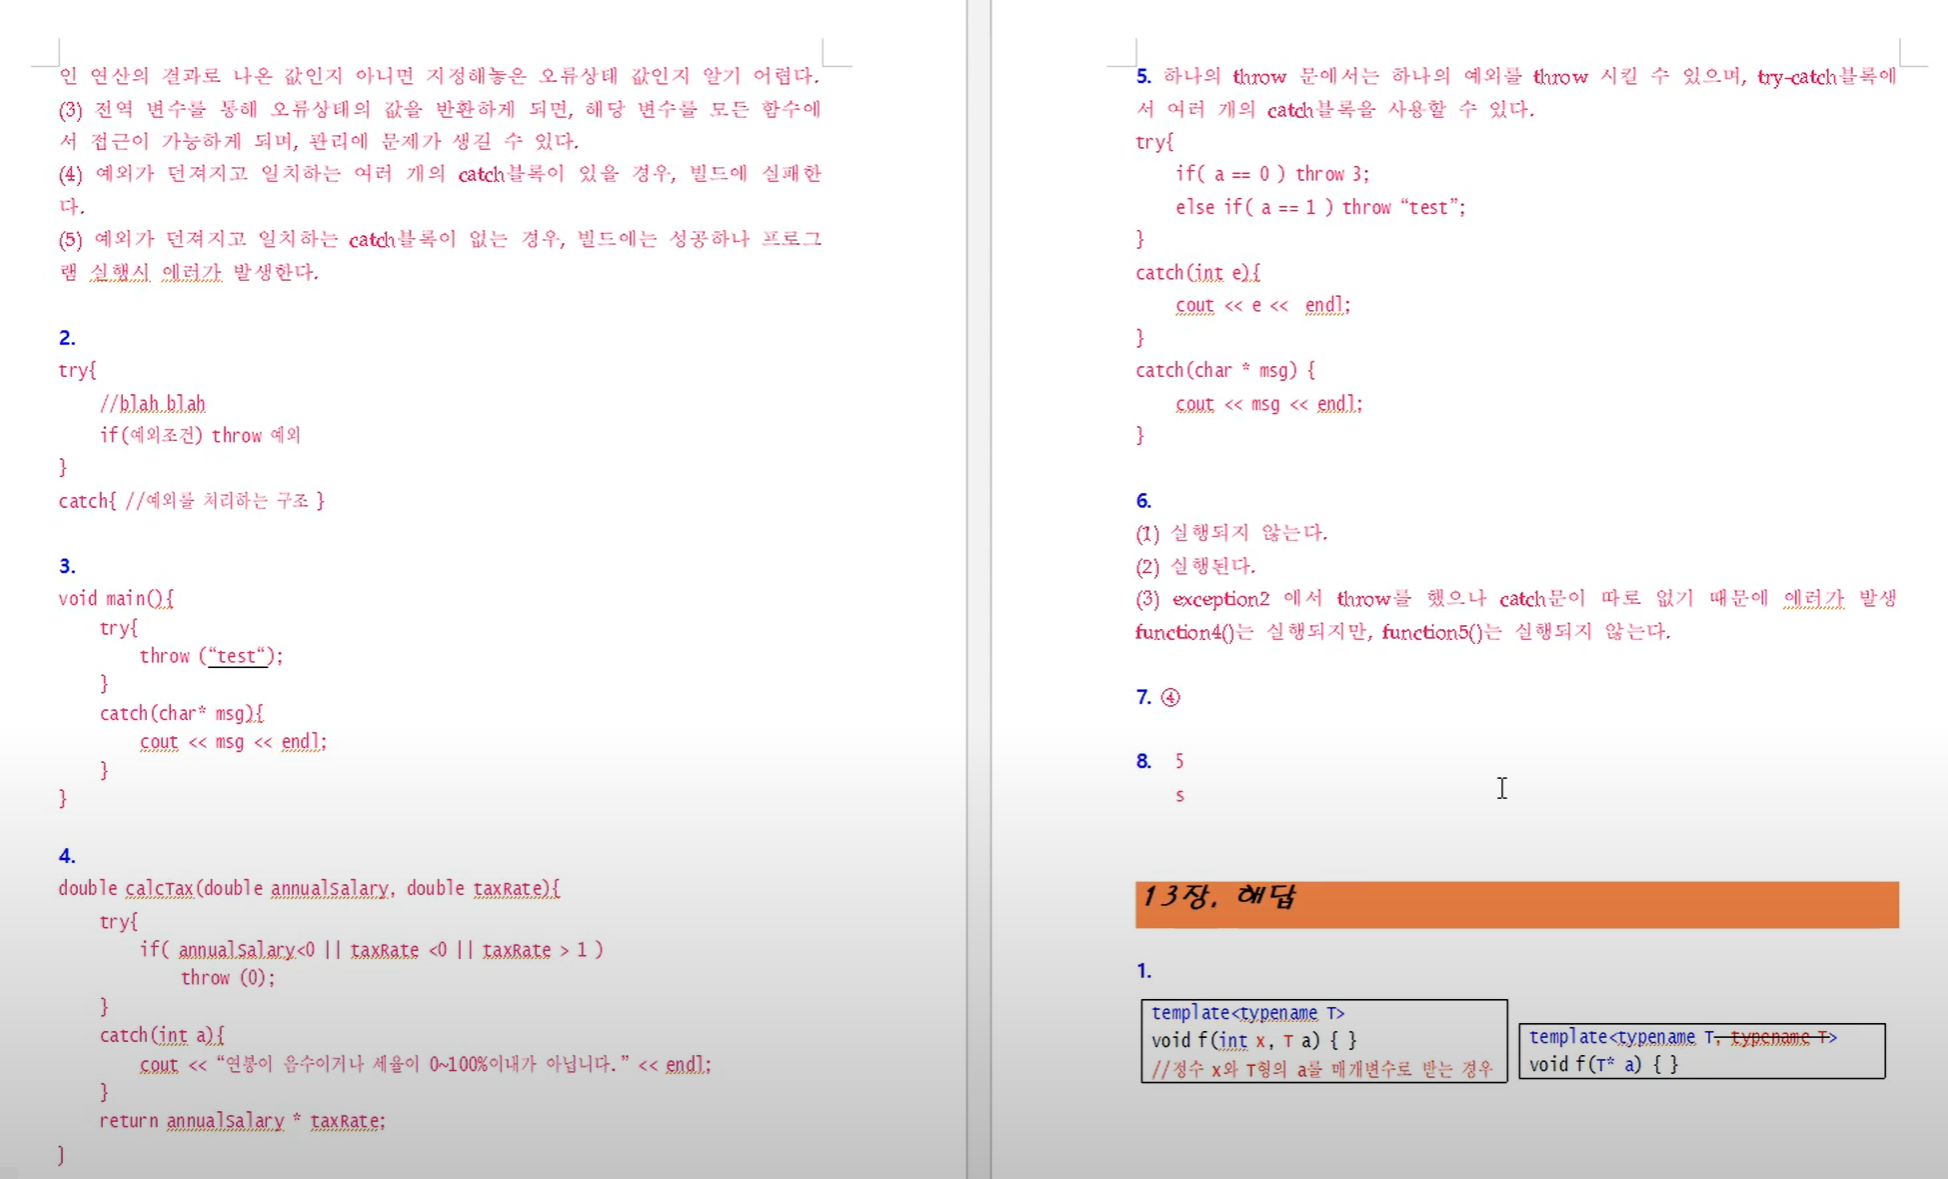 인 연산의 결과로 나온 값인지 아니면 지정해놓은 오류상태 값인지 알기 어렵다.
(3) 전역 변수를 통해 오류상태의 값을 반환하게 되면, 해당 변수를 모든 함수에
서 접근이 가능하게 되며, 관리에 문제가 생길 수 있다.
(4) 예외가 던져지고 일치하는 여러 개의 catch블록이 있을 경우, 빌드에 실패한
다.
(5) 예외가 던져지고 일치하는 catch블록이 없는 경우, 빌드에는 성공하나 프로그
램 실행시 에러가 발생한다.
2.
try{
//blah blah
if(예외조건) throw 예외
}
catch{ //예외를 처리하는 구조 }
3.
void main(){
try{
throw (“test“);
}
catch(char* msg){
cout << msg << endl;
}
}
4.
double calcTax(double annualSalary, double taxRate){
try{
if( annualSalary<0 || taxRate <0 || taxRate > 1 )
throw (0);
}
catch(int a){
cout << “연봉이 음수이거나 세율이 0~100%이내가 아닙니다.” << endl;
}
return annualSalary * taxRate;
}
5. 하나의 throw 문에서는 하나의 예외를 throw 시킬 수 있으며, try-catch블록에
서 여러 개의 catch블록을 사용할 수 있다.
try{
if( a == 0 ) throw 3;
else if( a == 1 ) throw “test”;
}
catch(int e){
cout << e << endl;
}
catch(char * msg) {
cout << msg << endl;
}
6.
(1) 실행되지 않는다.
(2) 실행된다.
(3) exception2 에서 throw를 했으나 catch문이 따로 없기 때문에 에러가 발생
function4()는 실행되지만, function5()는 실행되지 않는다.
7. ④
8. 5
s
13장. 해답
1.
template<typename T>
void f(int x, T a) { }
//정수 x와 T형의 a를 매개변수로 받는 경우
template<typename T, typename T>
void f(T* a) { }